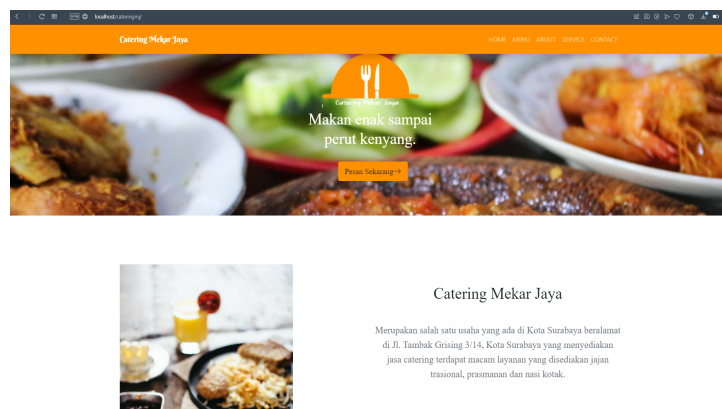 VPN localhost/cateringmj/
Catering Mekar Jaya
HOME MENU ABOUT SERVICE CONTACT
Catering Mekar Jaya
Makan enak sampai
perut kenyang.
Pesan Sekarang→
Catering Mekar Jaya
Merupakan salah satu usaha yang ada di Kota Surabaya beralamat
di Jl. Tambak Grising 3/14, Kota Surabaya yang menyediakan
jasa catering terdapat macam layanan yang disediakan jajan
trasional, prasmanan dan nasi kotak.